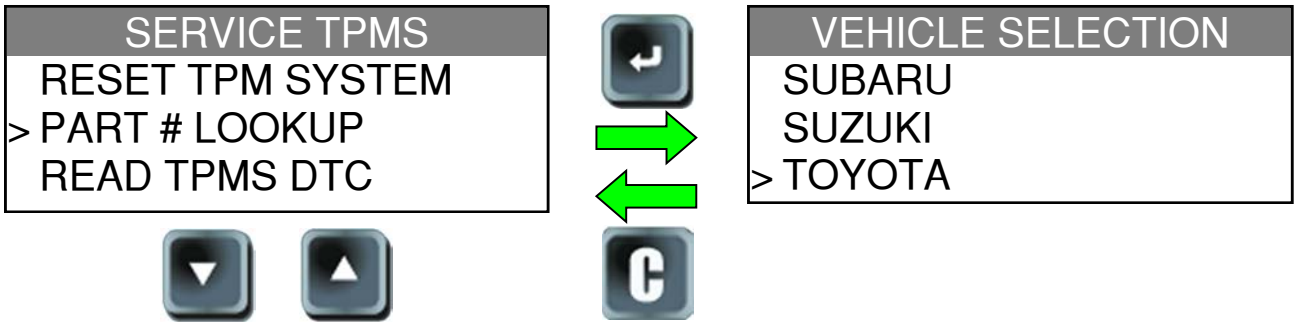 SERVICE TPMS
RESET TPM SYSTEM
> PART # LOOKUP
READ TPMS DTC
VEHICLE SELECTION
SUBARU
SUZUKI
> TOYOTA
C